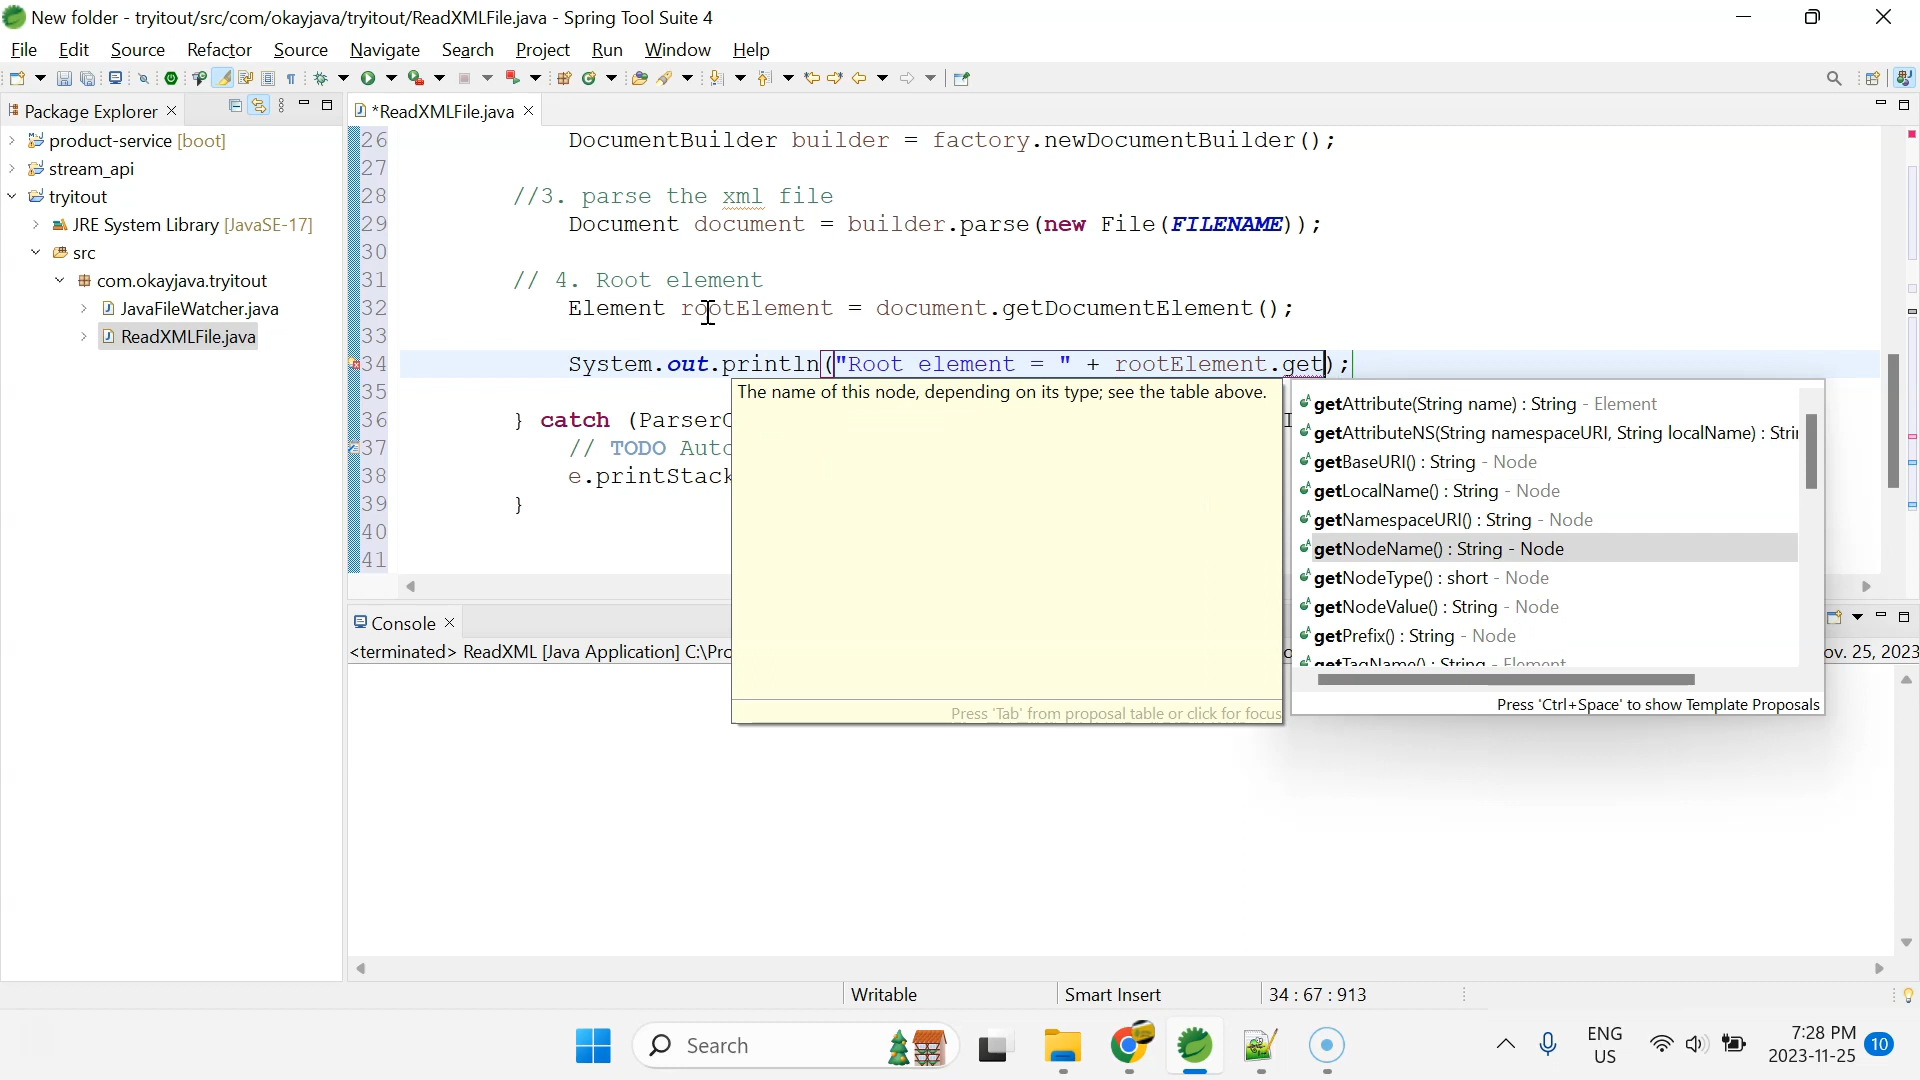 New folder - tryitout/src/com/okayjava/tryitout/ReadXMLFile.java - Spring Tool Suite 4
File Edit Source Refactor Source Navigate Search Project Run Window Help
Package Explorer
product-service [boot]
stream_api
tryitout
JRE System Library [JavaSE-17]
src
com.okayjava.tryitout
JavaFileWatcher.java
ReadXMLFile.java
*ReadXMLFile.java
26 DocumentBuilder builder = factory.newDocumentBuilder();
27
28 //3. parse the xml file
29 Document document = builder.parse(new File(FILENAME));
30
31 // 4. Root element
32 Element rootElement = document.getDocumentElement();
33
34 System.out.println("Root element = " + rootElement.get);
35
36 } catch (Parser
37 // TODO Auto
38 e.printStack
39 }
40
41
The name of this node, depending on its type; see the table above.
Press 'Tab' from proposal table or click for focus
getAttribute(String name) : String - Element
getAttributeNS(String namespaceURI, String localName) : Stri
getBaseURI() : String - Node
getLocalName() : String - Node
getNamespaceURI() : String - Node
getNodeName() : String - Node
getNodeType() : short - Node
getNodeValue() : String - Node
getPrefix() : String - Node
getTagName() : String - Element
Press 'Ctrl+Space' to show Template Proposals
Console
<terminated> ReadXML [Java Application] C:\Pro
ov. 25, 2023
Writable Smart Insert 34 : 67 : 913
Search
ENG
US
7:28 PM
2023-11-25
10